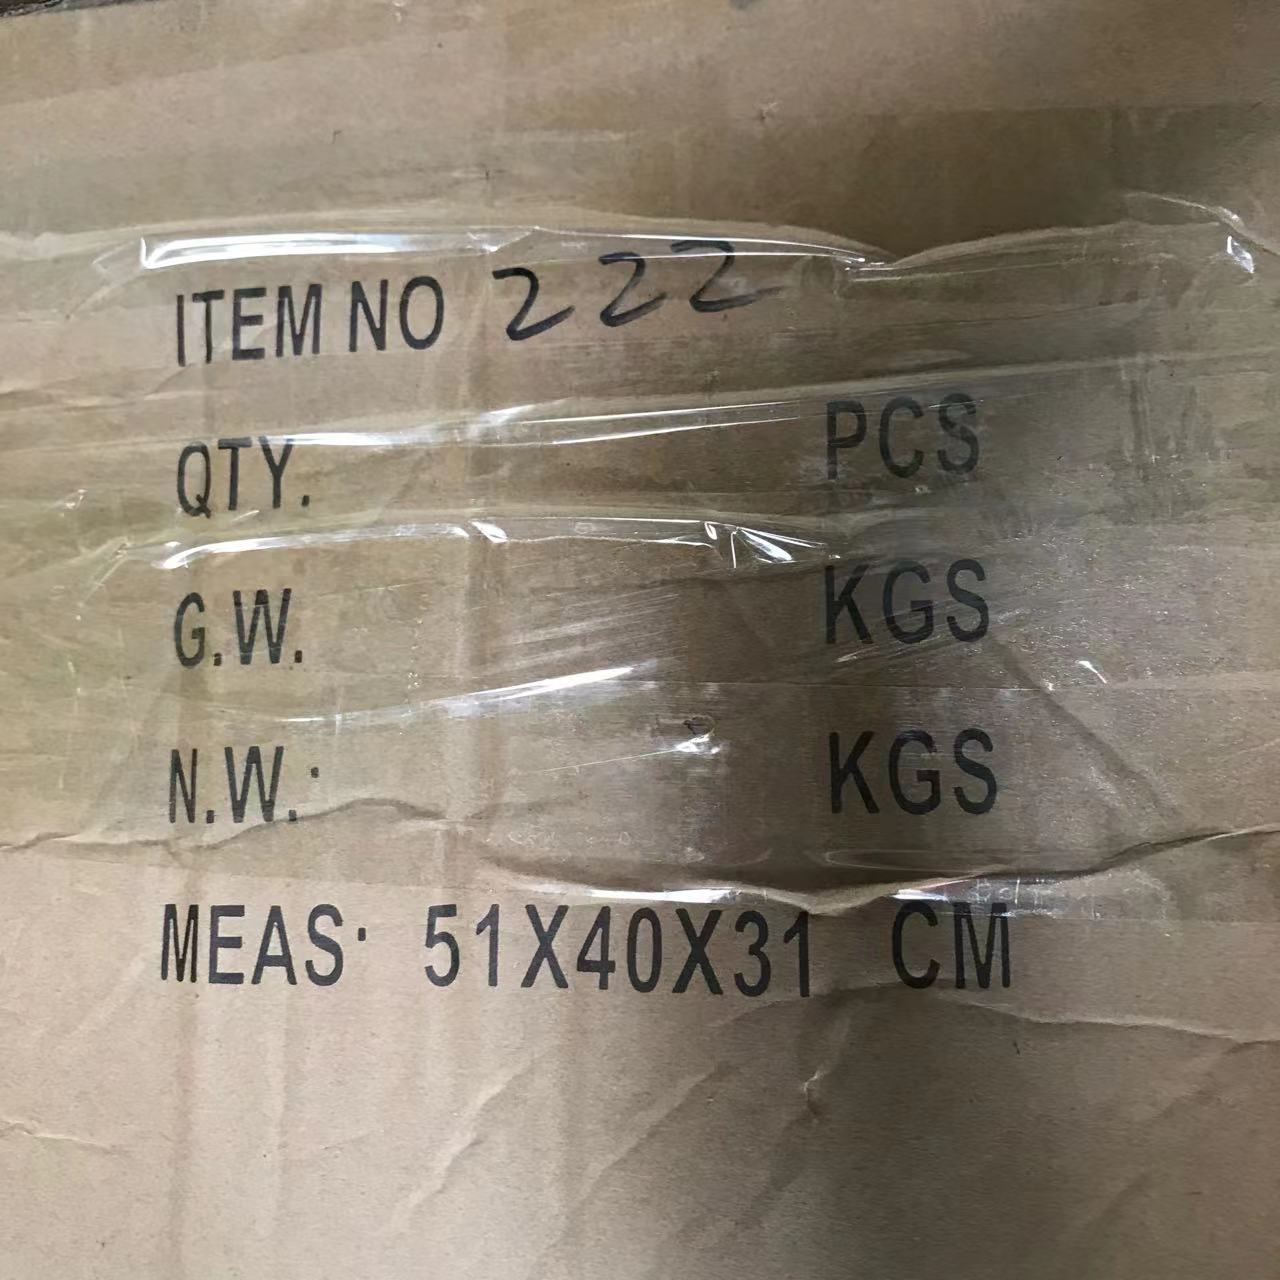 ITEM NO 222
QTY. PCS
G.W. KGS
N.W.: KGS
MEAS: 51X40X31 CM